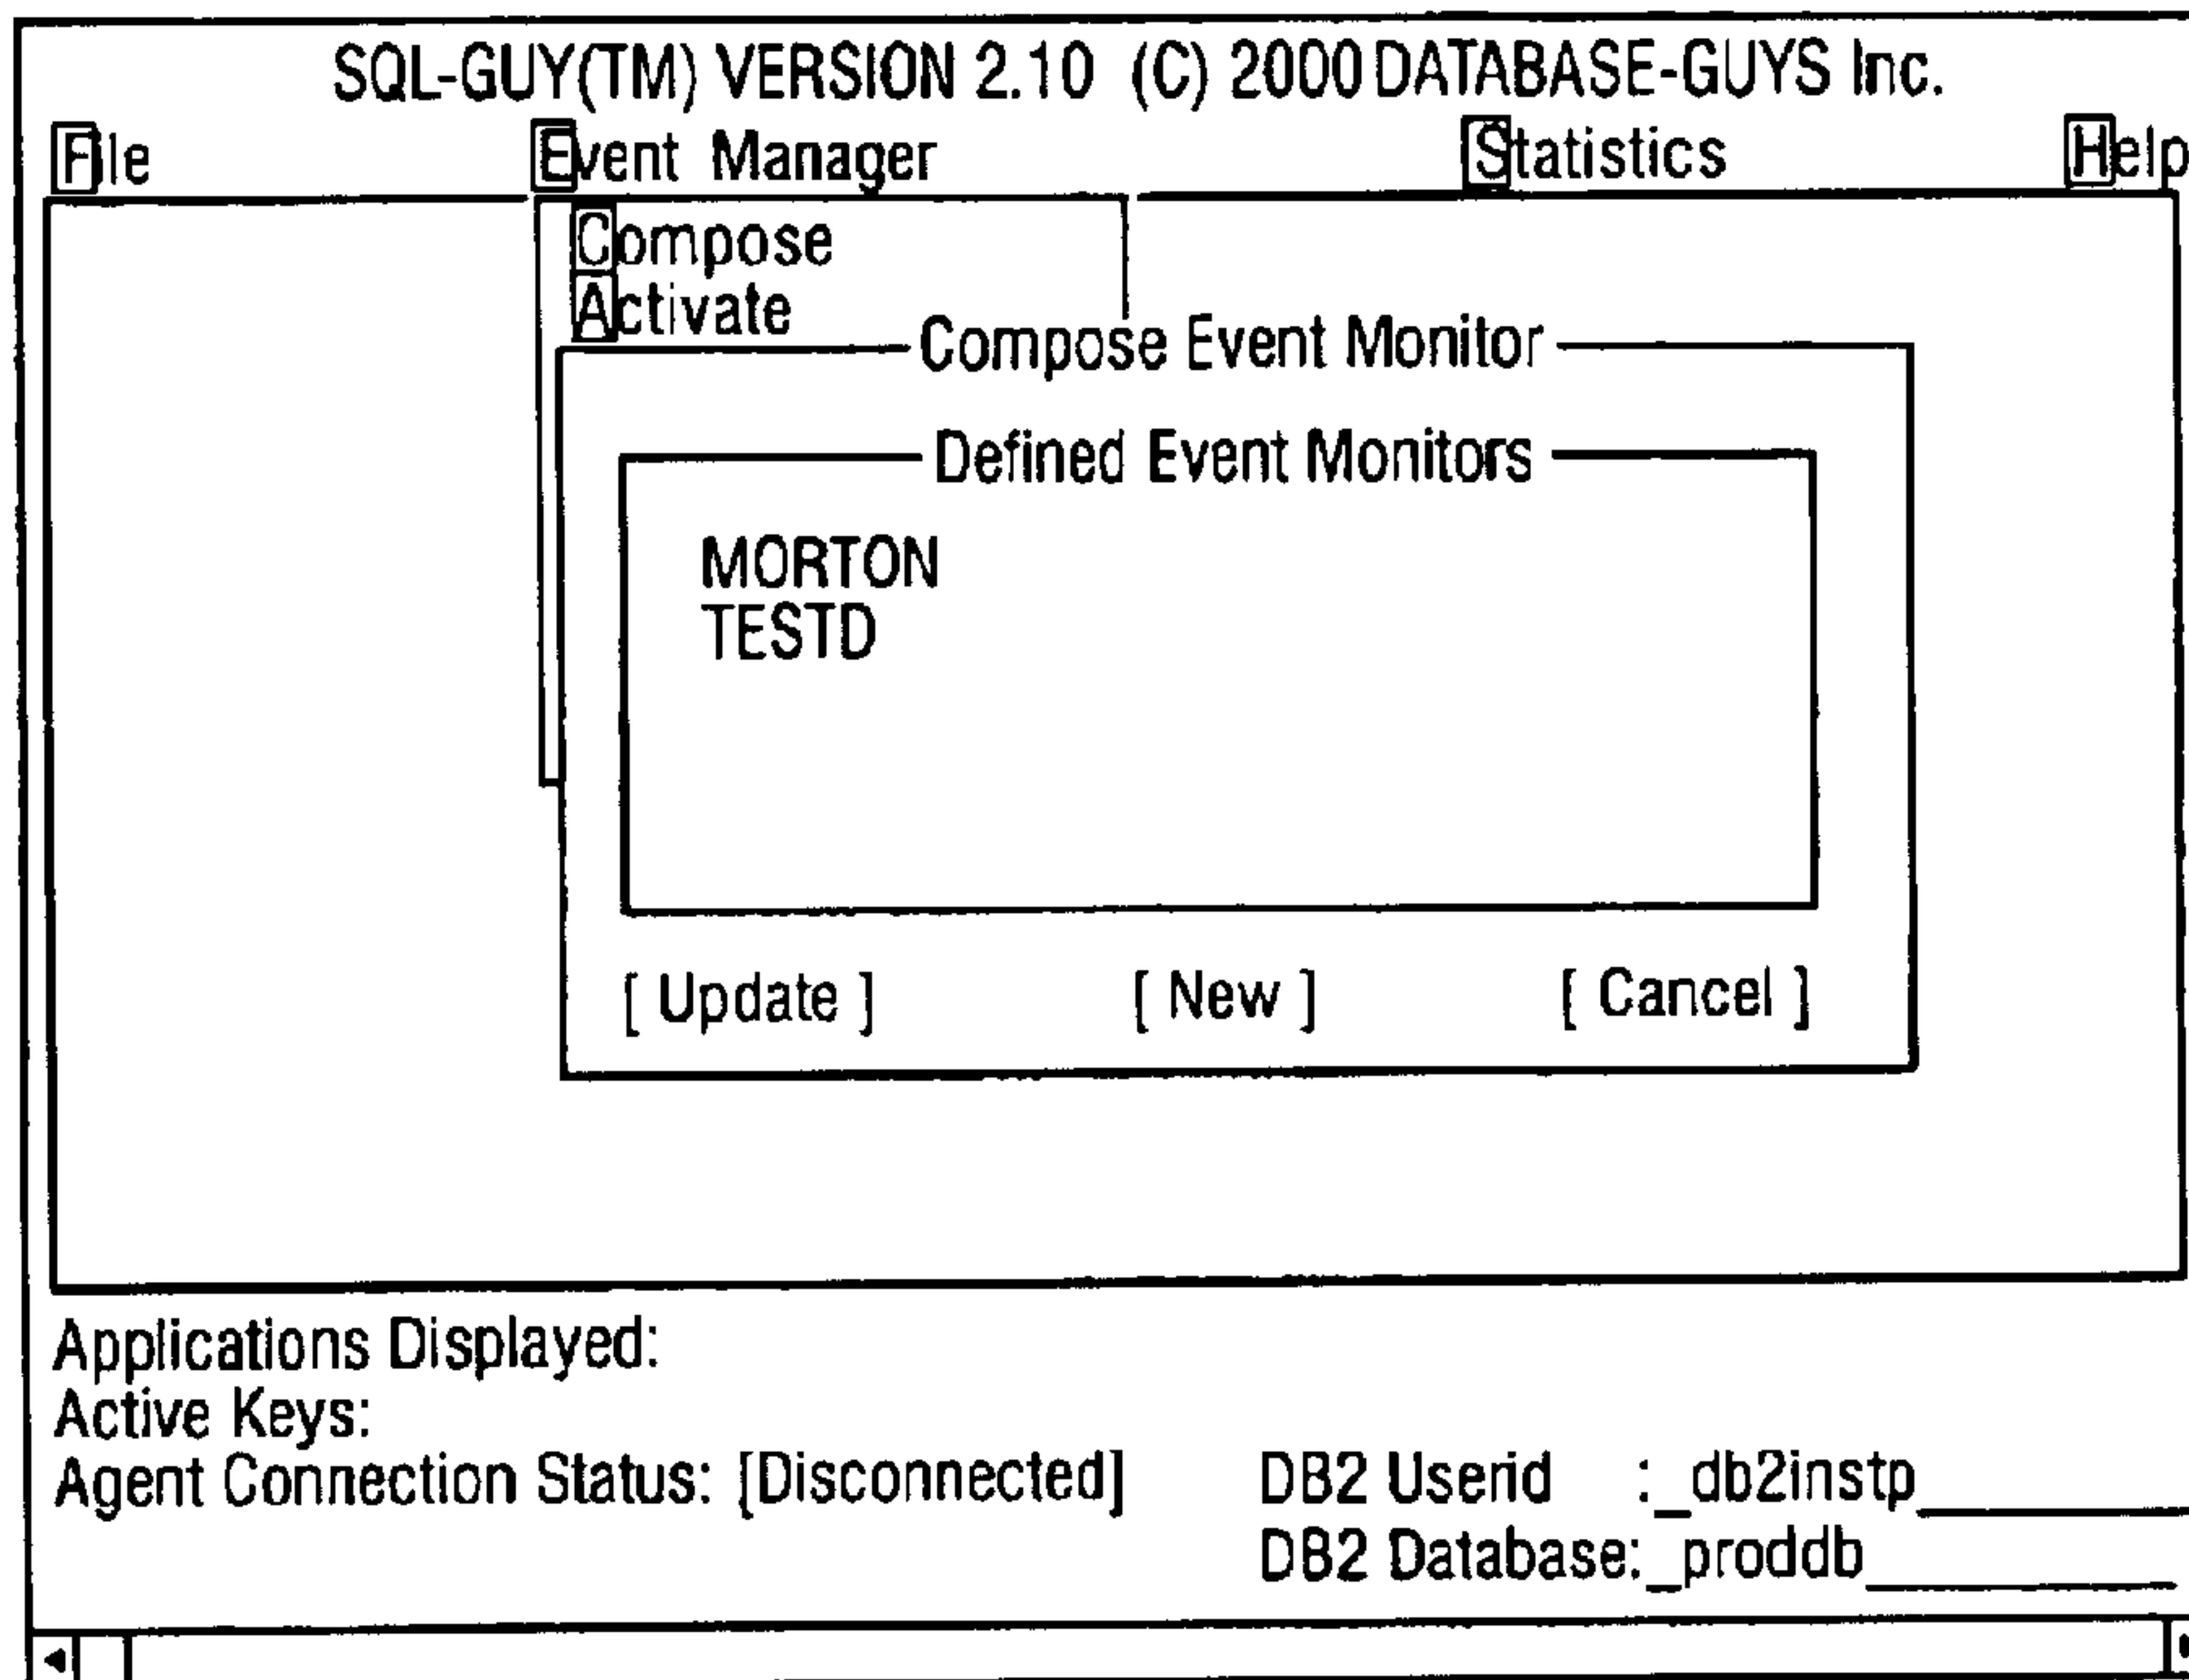 SQL-GUY(TM) VERSION 2.10 (C) 2000 DATABASE-GUYS Inc.
File Event Manager Statistics Help
Compose
Activate
Compose Event Monitor
Defined Event Monitors
MORTON
TESTD
[ Update ] [ New ] [ Cancel ]
Applications Displayed:
Active Keys:
Agent Connection Status: [Disconnected] DB2 Userid :_db2instp_______
DB2 Database:_proddb_________